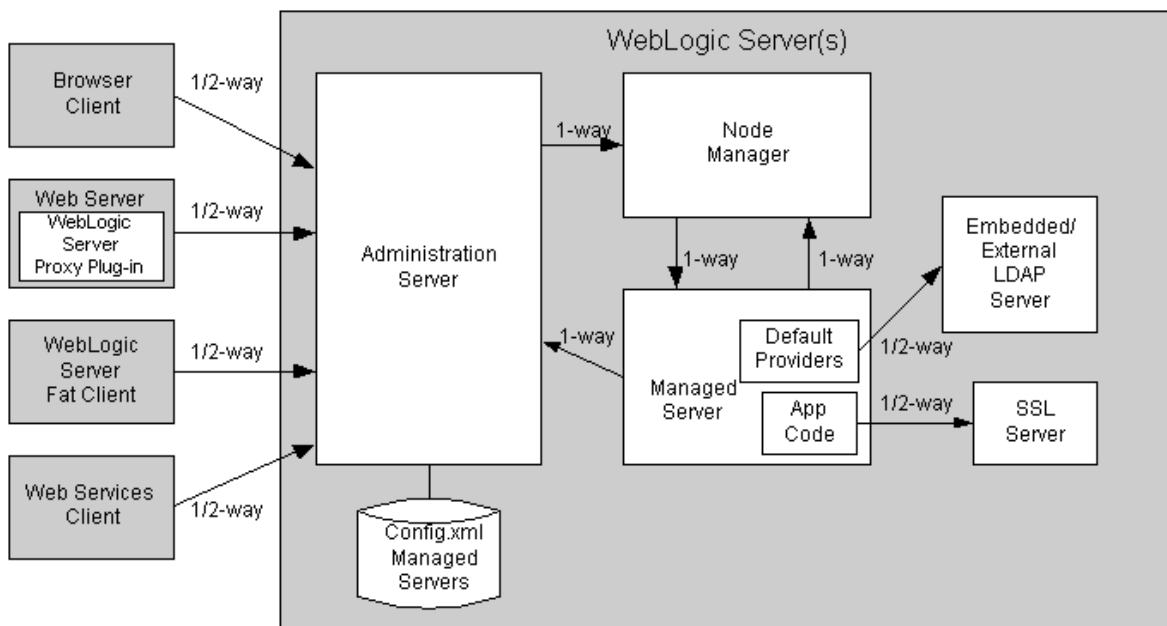 WebLogic Server(s)
Browser
Client
1/2-way
Web Server
WebLogic
Server
Proxy Plug-in
1/2-way
WebLogic
Server
Fat Client
1/2-way
Web Services
Client
1/2-way
Administration
Server
Config.xml
Managed
Servers
1-way
Node
Manager
1-way
1-way
1-way
Managed
Server
Default
Providers
App
Code
1/2-way
Embedded/
External
LDAP
Server
1/2-way
SSL
Server